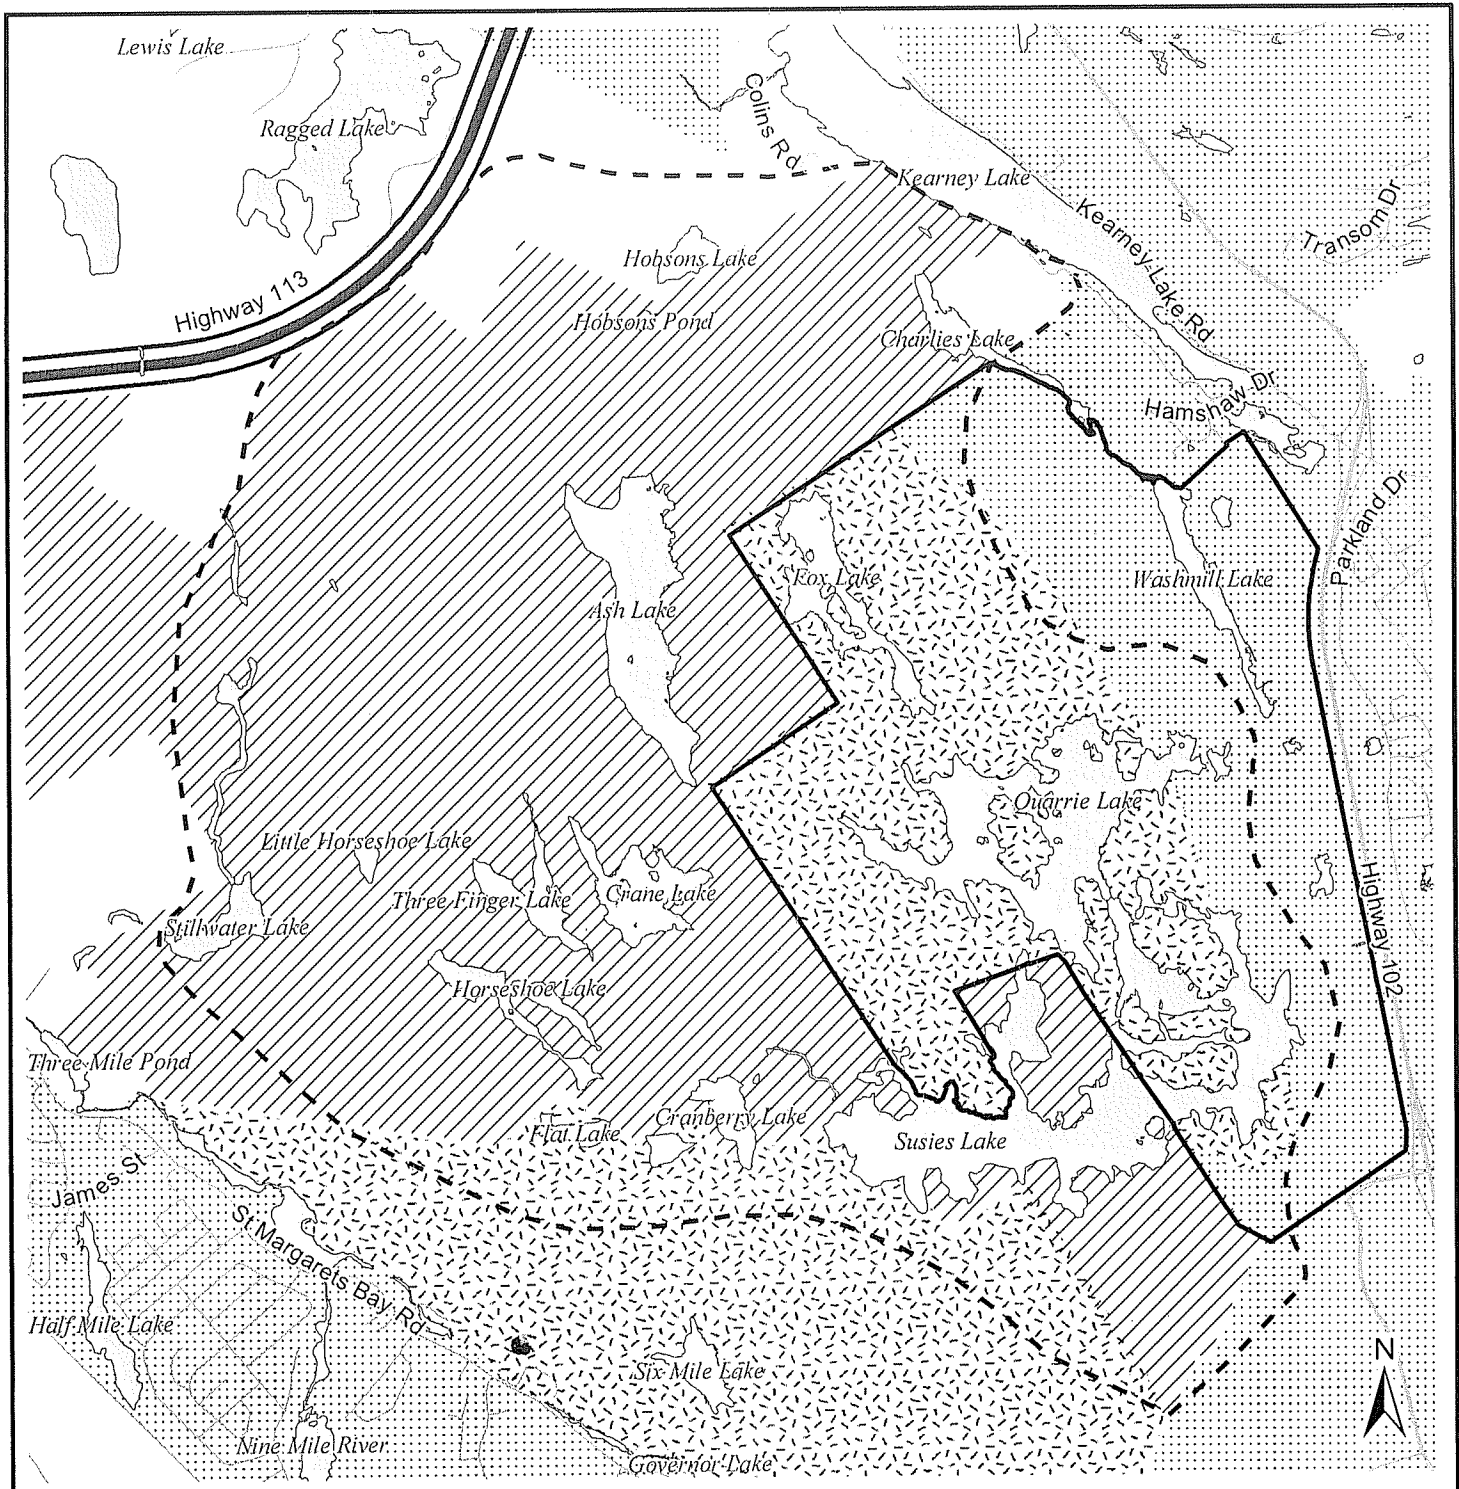 Lewis Lake
Ragged Lake
Colins Rd
Kearney Lake
Kearney Lake Rd
Transom Dr
Hobsons Lake
Highway 113
Hobsons Pond
Charlies Lake
Hamshaw Dr
Parkland Dr
Fox Lake
Washmill Lake
Ash Lake
Quarrie Lake
Little Horseshoe Lake
Three Finger Lake
Crane Lake
Stillwater Lake
Highway 102
Horseshoe Lake
Three Mile Pond
Cranberry Lake
Flat Lake
Susies Lake
James St
St Margarets Bay Rd
Half Mile Lake
N
Six Mile Lake
Nine Mile River
Governor Lake